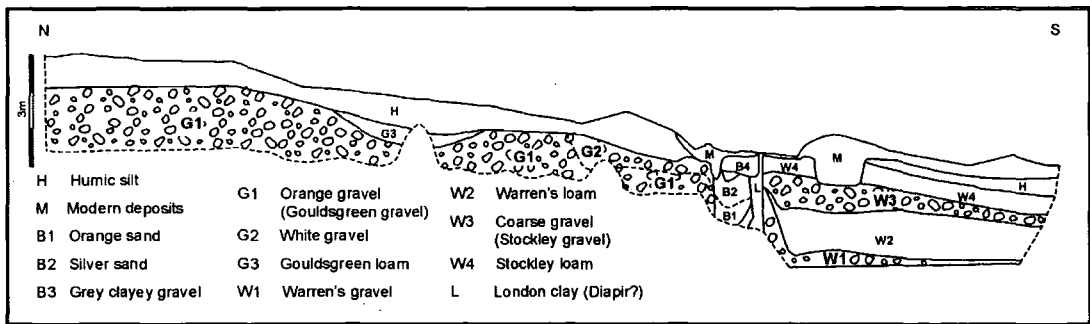 N
S
3m
G1
H
G3
G1
G2
G1
M
B4
B2
B1
L
W4
M
W3
W4
H
W2
W1
H Humic silt
M Modern deposits
B1 Orange sand
B2 Silver sand
B3 Grey clayey gravel
G1 Orange gravel
(Gouldsgreen gravel)
G2 White gravel
G3 Gouldsgreen loam
W1 Warren's gravel
W2 Warren's loam
W3 Coarse gravel
(Stockley gravel)
W4 Stockley loam
L London clay (Diapir?)